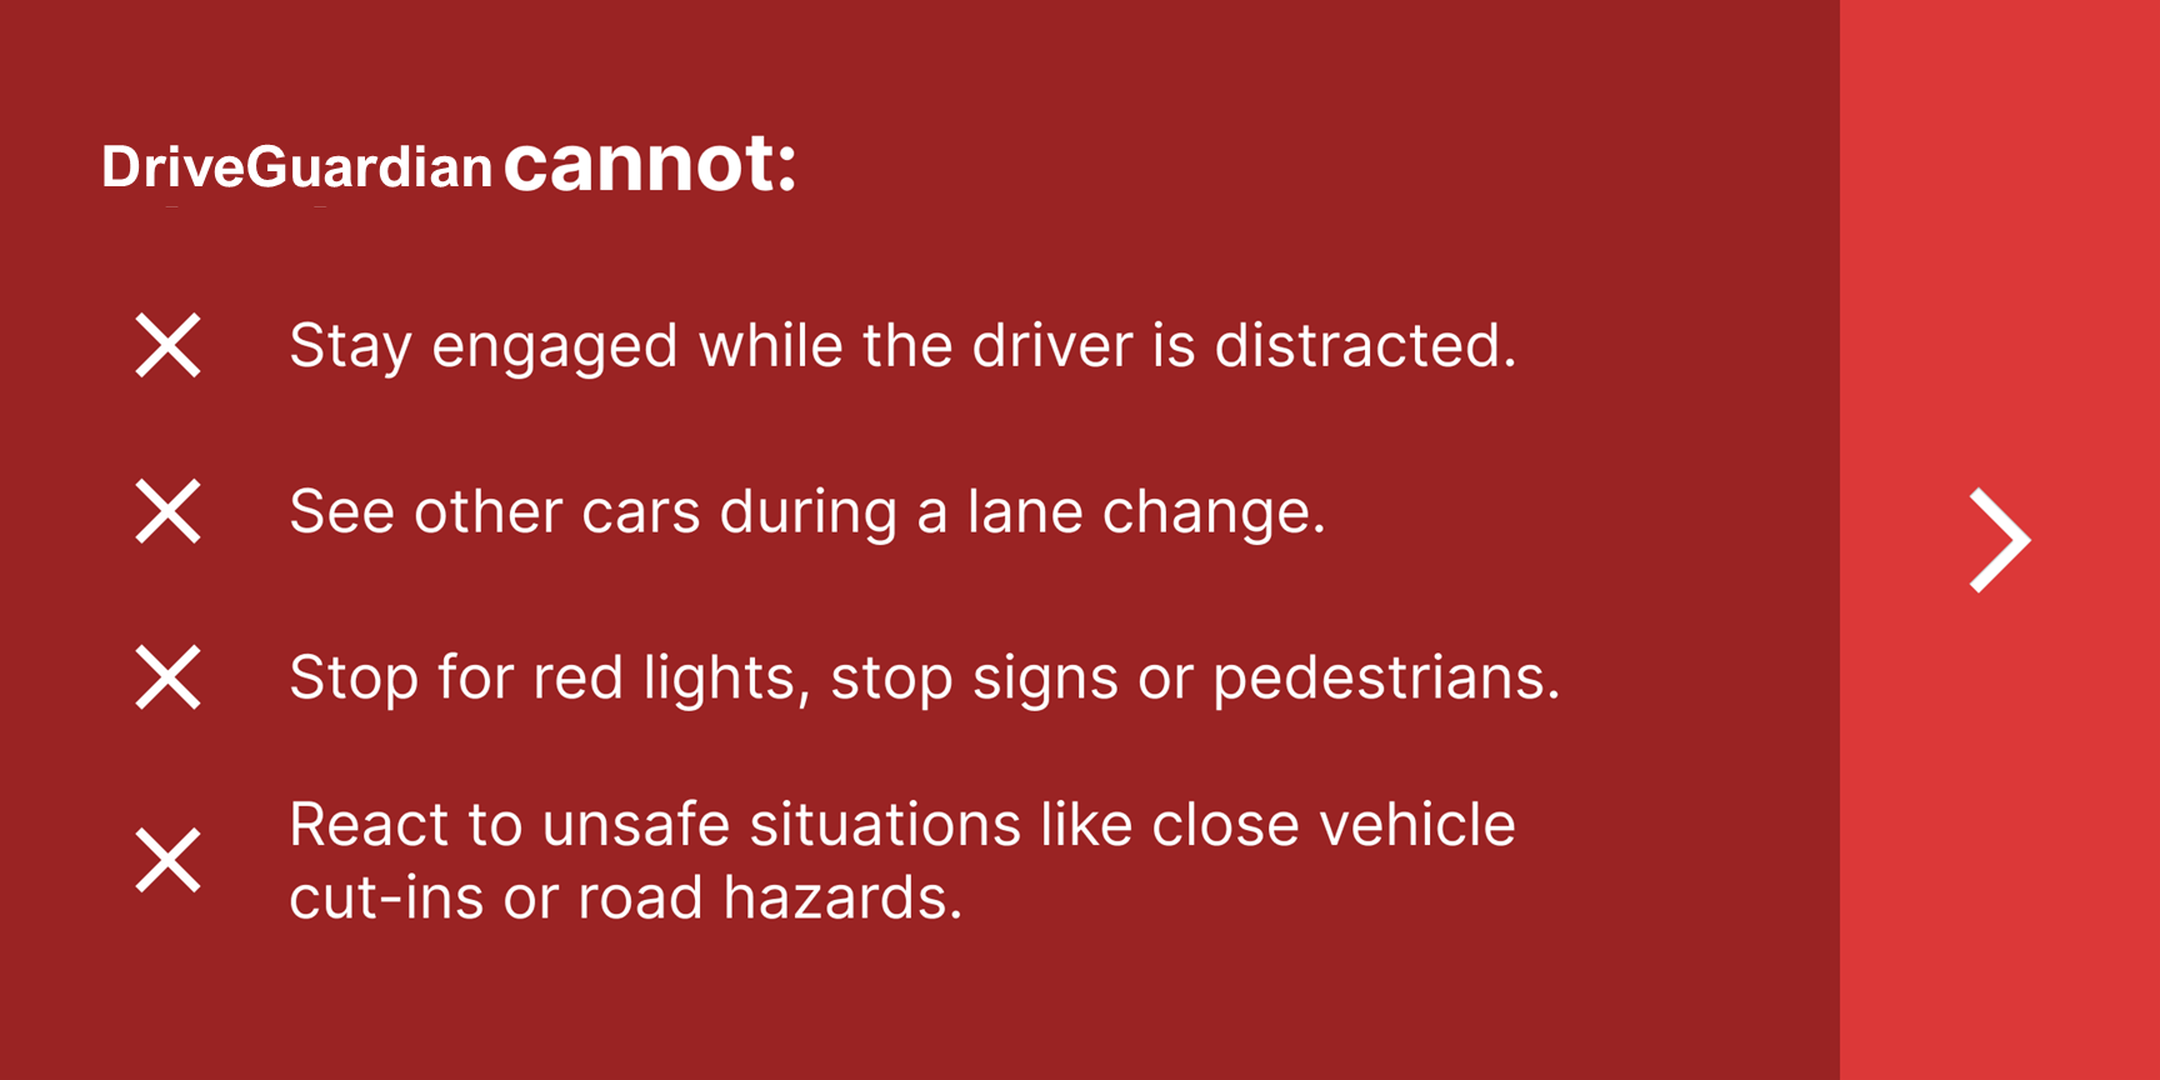 DriveGuardian cannot:
Stay engaged while the driver is distracted.
See other cars during a lane change.
Stop for red lights, stop signs or pedestrians.
React to unsafe situations like close vehicle
cut-ins or road hazards.